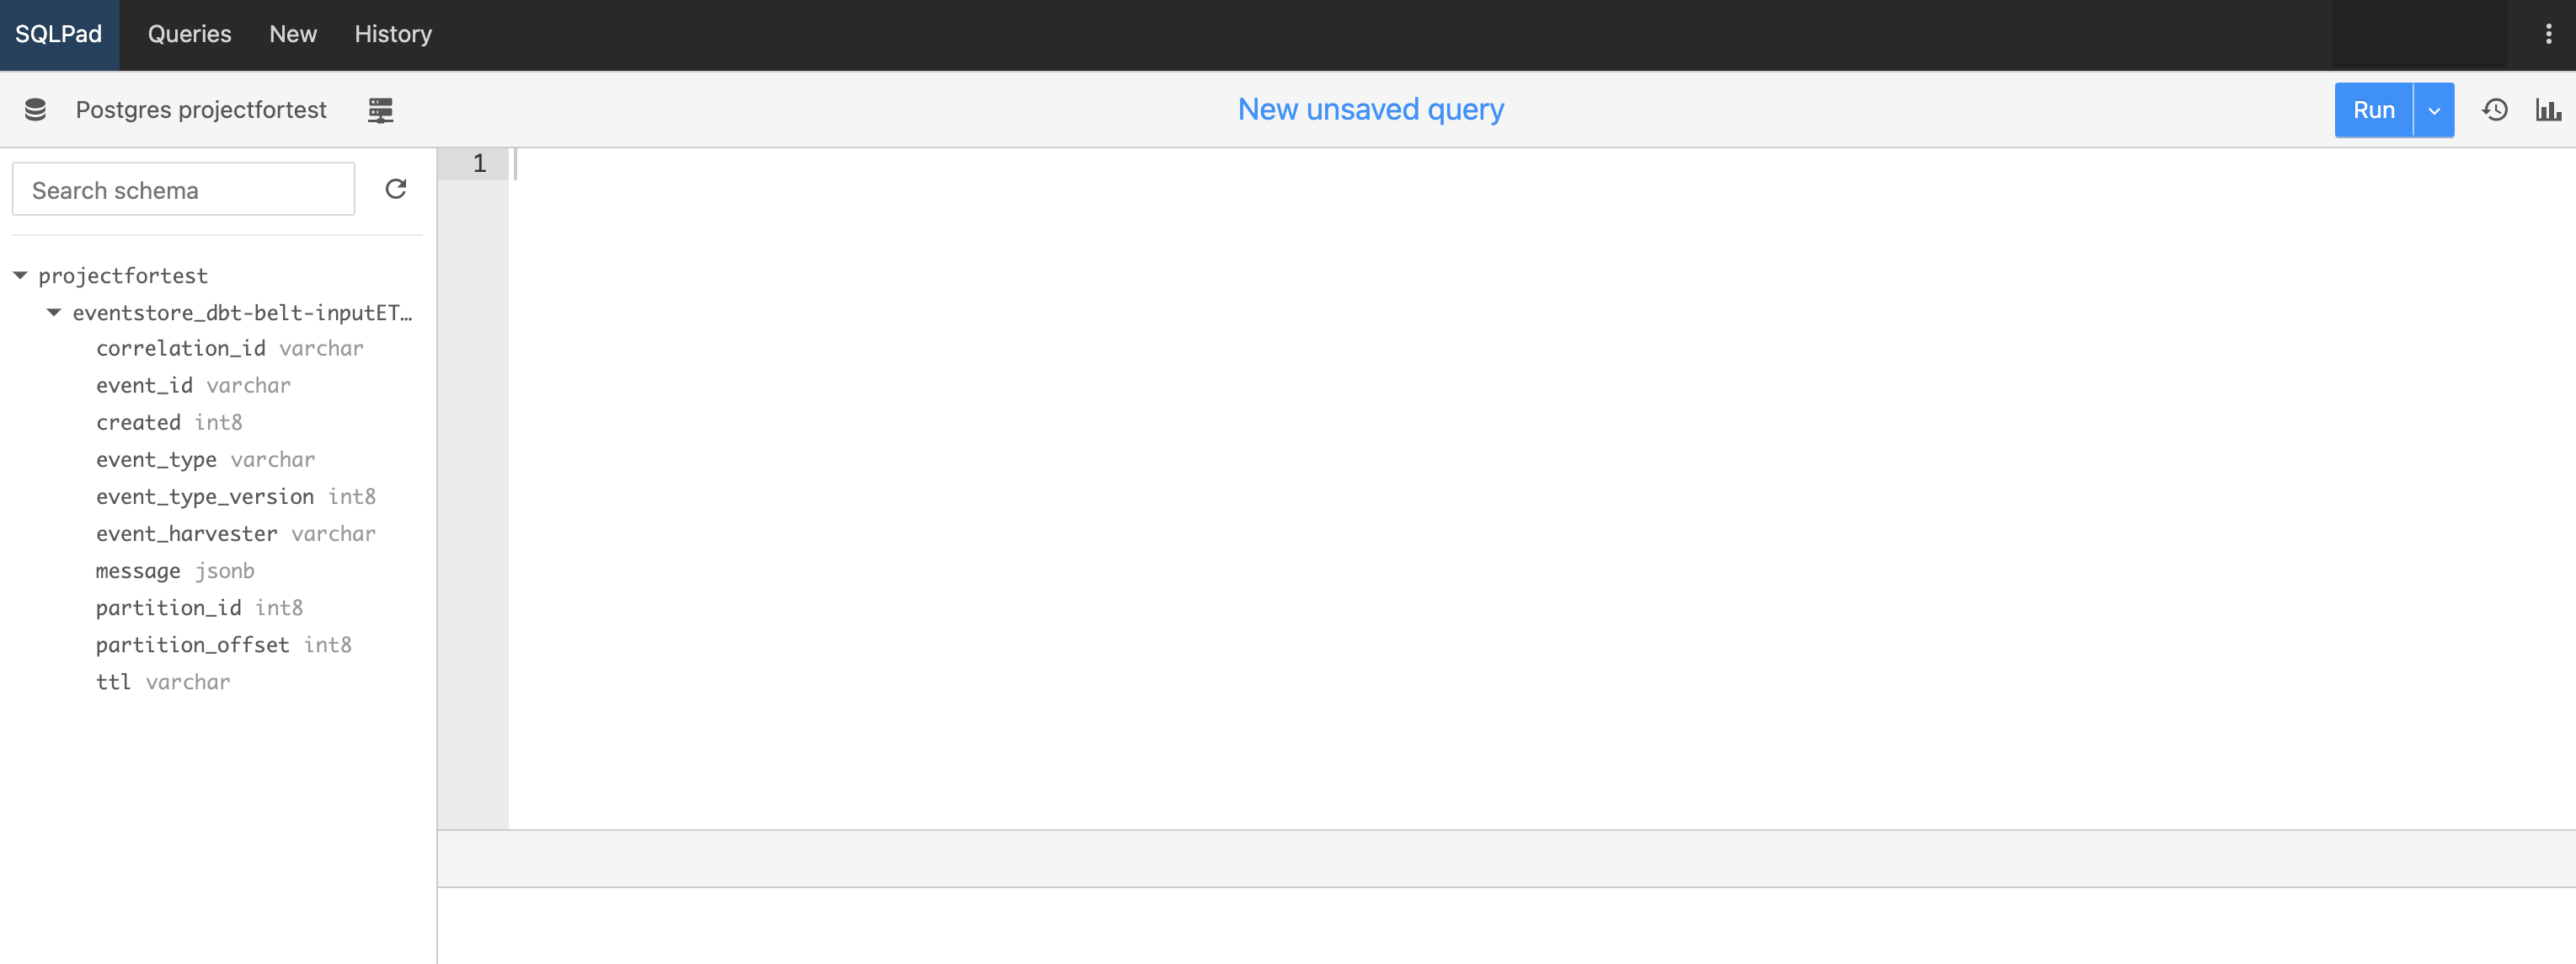 SQLPad Queries New History
Postgres projectfortest New unsaved query Run
Search schema
1
projectfortest
eventstore_dbt-belt-inputET…
correlation_id varchar
event_id varchar
created int8
event_type varchar
event_type_version int8
event_harvester varchar
message jsonb
partition_id int8
partition_offset int8
ttl varchar